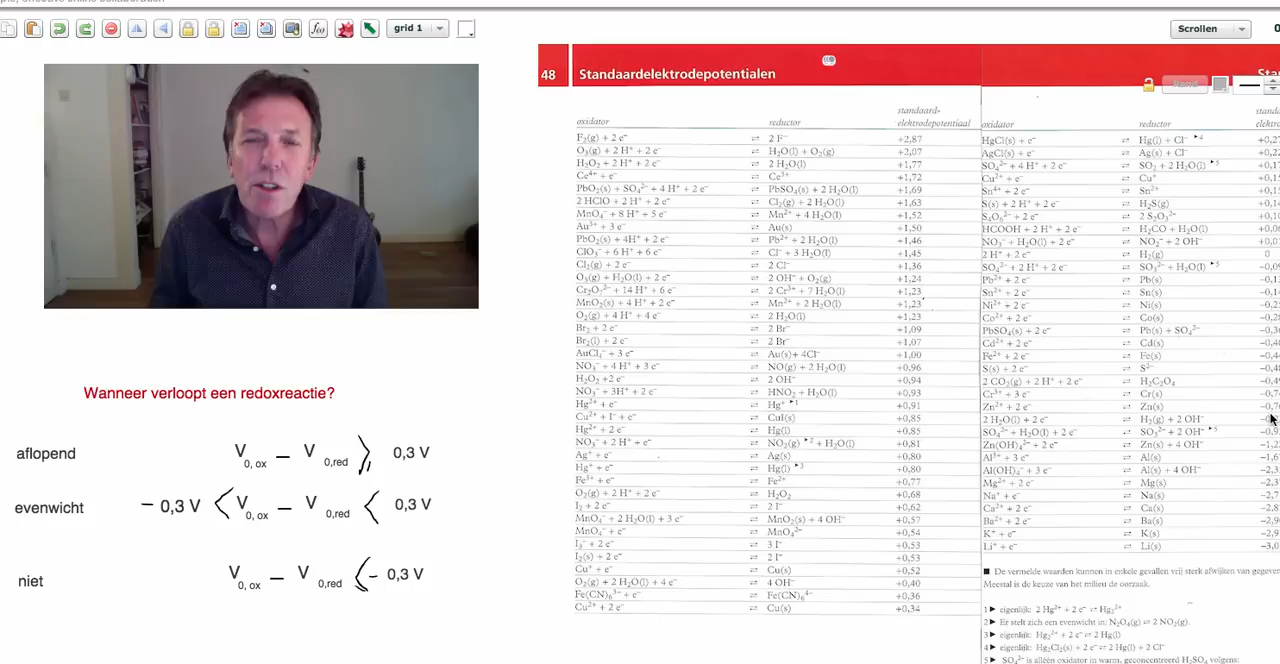 grid 1
Scrollen
48 Standaardelektrodepotentialen
oxidator reductor standaard-elektrodepotentiaal
F₂(g) + 2 e⁻ ⇌ 2 F⁻ +2,87
O₃(g) + 2 H⁺ + 2 e⁻ ⇌ H₂O(l) + O₂(g) +2,07
H₂O₂ + 2 H⁺ + 2 e⁻ ⇌ 2 H₂O(l) +1,77
Ce⁴⁺ + e⁻ ⇌ Ce³⁺ +1,72
PbO₂(s) + SO₄²⁻ + 4 H⁺ + 2 e⁻ ⇌ PbSO₄(s) + 2 H₂O(l) +1,69
2 HClO + 2 H⁺ + 2 e⁻ ⇌ Cl₂(g) + 2 H₂O(l) +1,63
MnO₄⁻ + 8 H⁺ + 5 e⁻ ⇌ Mn²⁺ + 4 H₂O(l) +1,52
Au³⁺ + 3 e⁻ ⇌ Au(s) +1,50
PbO₂(s) + 4H⁺ + 2 e⁻ ⇌ Pb²⁺ + 2 H₂O(l) +1,46
ClO₃⁻ + 6 H⁺ + 6 e⁻ ⇌ Cl⁻ + 3 H₂O(l) +1,45
Cl₂(g) + 2 e⁻ ⇌ 2 Cl⁻ +1,36
O₃(g) + H₂O(l) + 2 e⁻ ⇌ 2 OH⁻ + O₂(g) +1,24
Cr₂O₇²⁻ + 14 H⁺ + 6 e⁻ ⇌ 2 Cr³⁺ + 7 H₂O(l) +1,23
MnO₂(s) + 4 H⁺ + 2 e⁻ ⇌ Mn²⁺ + 2 H₂O(l) +1,23
O₂(g) + 4 H⁺ + 4 e⁻ ⇌ 2 H₂O(l) +1,23
Br₂ + 2 e⁻ ⇌ 2 Br⁻ +1,09
Br₂(l) + 2 e⁻ ⇌ 2 Br⁻ +1,07
AuCl₄⁻ + 3 e⁻ ⇌ Au(s) + 4Cl⁻ +1,00
NO₃⁻ + 4 H⁺ + 3 e⁻ ⇌ NO(g) + 2 H₂O(l) +0,96
H₂O₂ +2 e⁻ ⇌ 2 OH⁻ +0,94
NO₃⁻ + 3H⁺ + 2 e⁻ ⇌ HNO₂ + H₂O(l) +0,93
Hg²⁺ + e⁻ ⇌ Hg⁺ ►1 +0,91
Cu²⁺ + I⁻ + e⁻ ⇌ CuI(s) +0,85
Hg²⁺ + 2 e⁻ ⇌ Hg(l) +0,85
NO₃⁻ + 2 H⁺ + e⁻ ⇌ NO₂(g) ►2 + H₂O(l) +0,81
Ag⁺ + e⁻ ⇌ Ag(s) +0,80
Hg⁺ + e⁻ ⇌ Hg(l) ►3 +0,80
Fe³⁺ + e⁻ ⇌ Fe²⁺ +0,77
O₂(g) + 2 H⁺ + 2 e⁻ ⇌ H₂O₂ +0,68
I₂ + 2 e⁻ ⇌ 2 I⁻ +0,62
MnO₄⁻ + 2 H₂O(l) + 3 e⁻ ⇌ MnO₂(s) + 4 OH⁻ +0,57
MnO₄⁻ + e⁻ ⇌ MnO₄²⁻ +0,54
I₃⁻ + 2 e⁻ ⇌ 3 I⁻ +0,53
I₂(s) + 2 e⁻ ⇌ 2 I⁻ +0,53
Cu⁺ + e⁻ ⇌ Cu(s) +0,52
O₂(g) + 2 H₂O(l) + 4 e⁻ ⇌ 4 OH⁻ +0,40
Fe(CN)₆³⁻ + e⁻ ⇌ Fe(CN)₆⁴⁻ +0,36
Cu²⁺ + 2 e⁻ ⇌ Cu(s) +0,34
oxidator reductor
HgCl(s) + e⁻ ⇌ Hg(l) + Cl⁻ ►4
AgCl(s) + e⁻ ⇌ Ag(s) + Cl⁻
SO₄²⁻ + 4 H⁺ + 2 e⁻ ⇌ SO₂ + 2 H₂O(l) ►5
Cu²⁺ + e⁻ ⇌ Cu⁺
Sn⁴⁺ + 2 e⁻ ⇌ Sn²⁺
S(s) + 2 H⁺ + 2 e⁻ ⇌ H₂S(g)
S₄O₆²⁻ + 2 e⁻ ⇌ 2 S₂O₃²⁻
HCOOH + 2 H⁺ + 2 e⁻ ⇌ H₂CO + H₂O(l)
NO₃⁻ + H₂O(l) + 2 e⁻ ⇌ NO₂⁻ + 2 OH⁻
2 H⁺ + 2 e⁻ ⇌ H₂(g) 0
SO₄²⁻ + 2 H⁺ + 2 e⁻ ⇌ SO₃²⁻ + H₂O(l) ►5
Pb²⁺ + 2 e⁻ ⇌ Pb(s)
Sn²⁺ + 2 e⁻ ⇌ Sn(s)
Ni²⁺ + 2 e⁻ ⇌ Ni(s)
Co²⁺ + 2 e⁻ ⇌ Co(s)
PbSO₄(s) + 2 e⁻ ⇌ Pb(s) + SO₄²⁻
Cd²⁺ + 2 e⁻ ⇌ Cd(s)
Fe²⁺ + 2 e⁻ ⇌ Fe(s)
S(s) + 2 e⁻ ⇌ S²⁻
2 CO₂(g) + 2 H⁺ + 2 e⁻ ⇌ H₂C₂O₄
Cr³⁺ + 3 e⁻ ⇌ Cr(s)
Zn²⁺ + 2 e⁻ ⇌ Zn(s)
2 H₂O(l) + 2 e⁻ ⇌ H₂(g) + 2 OH⁻
SO₄²⁻ + H₂O(l) + 2 e⁻ ⇌ SO₃²⁻ + 2 OH⁻ ►5
Zn(OH)₄²⁻ + 2 e⁻ ⇌ Zn(s) + 4 OH⁻
Al³⁺ + 3 e⁻ ⇌ Al(s)
Al(OH)₄⁻ + 3 e⁻ ⇌ Al(s) + 4 OH⁻
Mg²⁺ + 2 e⁻ ⇌ Mg(s)
Na⁺ + e⁻ ⇌ Na(s)
Ca²⁺ + 2 e⁻ ⇌ Ca(s)
Ba²⁺ + 2 e⁻ ⇌ Ba(s)
K⁺ + e⁻ ⇌ K(s)
Li⁺ + e⁻ ⇌ Li(s)
■ De vermelde waarden kunnen in enkele gevallen vrij sterk afwijken van
Meestal is de keuze van het milieu de oorzaak.
1► eigenlijk: 2 Hg²⁺ + 2 e⁻ ⇌ Hg₂²⁺
2► Er stelt zich een evenwicht in: N₂O₄(g) ⇌ 2 NO₂(g).
3► eigenlijk: Hg₂²⁺ + 2 e⁻ ⇌ 2 Hg(l)
4► eigenlijk: Hg₂Cl₂(s) + 2 e⁻ ⇌ 2 Hg(l) + 2 Cl⁻
5► SO₄²⁻ is alléén oxidator in warm, geconcentreerd H₂SO₄ volgens:
Wanneer verloopt een redoxreactie?
aflopend V0, ox − V0,red ⩾ 0,3 V
evenwicht − 0,3 V < V0, ox − V0,red < 0,3 V
niet V0, ox − V0,red ⩽ - 0,3 V